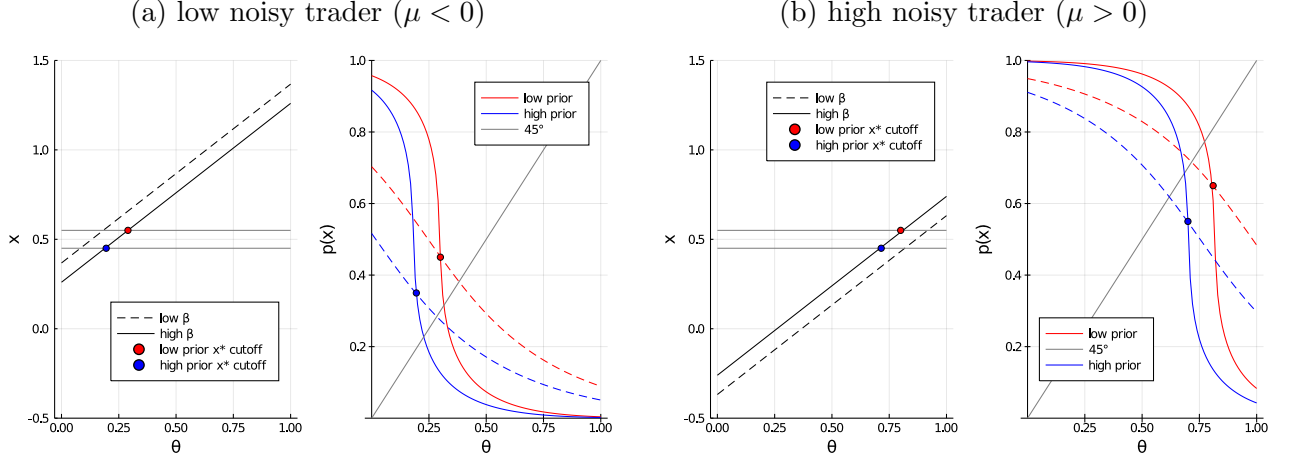 (a) low noisy trader (μ < 0)
(b) high noisy trader (μ > 0)
1.5
1.0
0.5
0.0
-0.5
x
0.00
0.25
0.50
0.75
1.00
θ
low β
high β
low prior x* cutoff
high prior x* cutoff
1.0
0.8
0.6
0.4
0.2
p(x)
0.00
0.25
0.50
0.75
1.00
θ
low prior
high prior
45°
1.5
1.0
0.5
0.0
-0.5
x
0.00
0.25
0.50
0.75
1.00
θ
low β
high β
low prior x* cutoff
high prior x* cutoff
1.0
0.8
0.6
0.4
0.2
p(x)
0.00
0.25
0.50
0.75
1.00
θ
low prior
45°
high prior